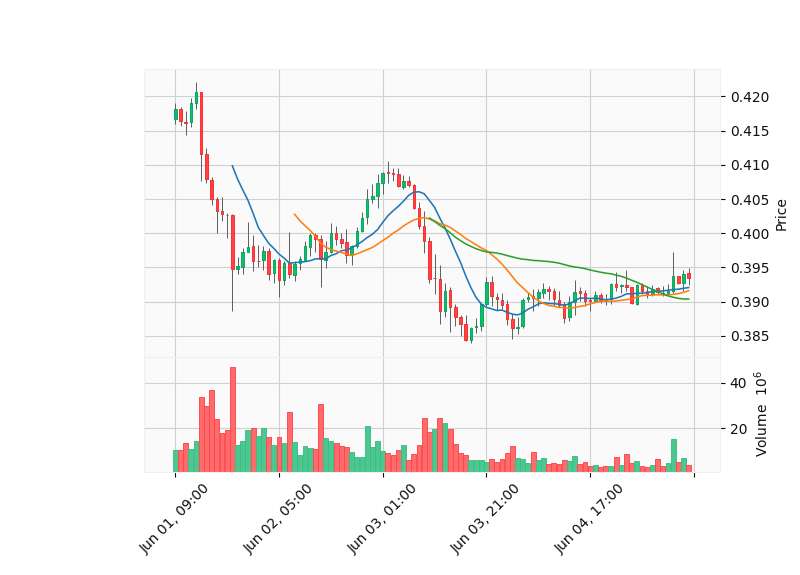 0.420
0.415
0.410
0.405
0.400
0.395
0.390
0.385
Price
40
20
Volume 10⁶
Jun 01, 09:00
Jun 02, 05:00
Jun 03, 01:00
Jun 03, 21:00
Jun 04, 17:00